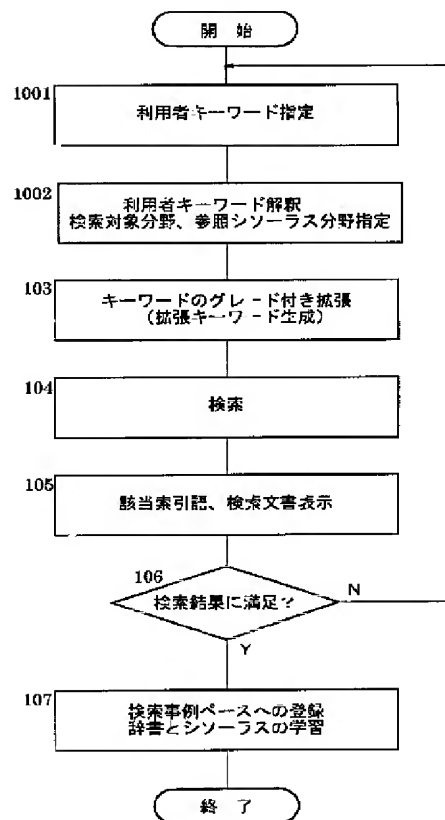 開 始
1001
利用者キーワード指定
1002
利用者キーワード解釈
検索対象分野、参照シソーラス分野指定
103
キーワードのグレード付き拡張
(拡張キーワード生成)
104
検索
105
該当索引語、検索文書表示
106
検索結果に満足?
N
Y
107
検索事例ベースへの登録
辞書とシソーラスの学習
終 了